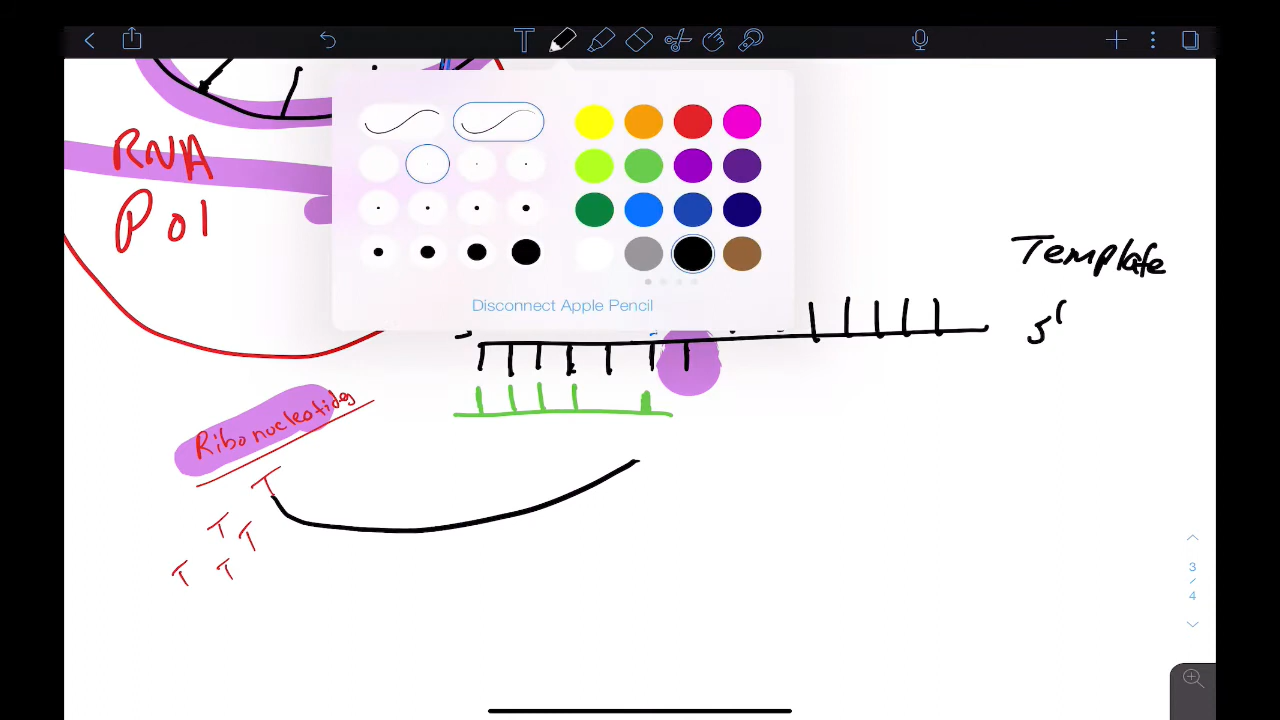 T
RNA
Pol
Disconnect Apple Pencil
Template
5'
Ribonucleotides
3
/
4